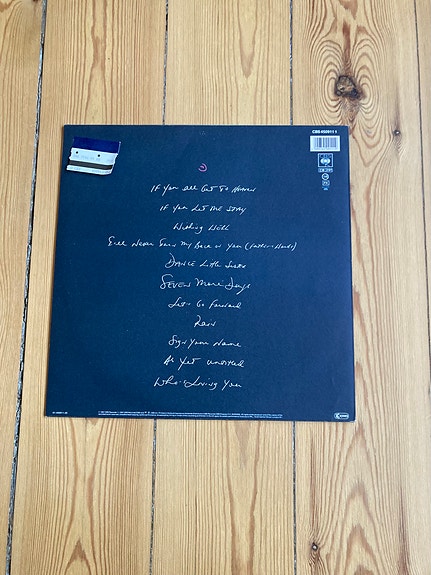 CBS 450911 1
If You All Get To Heaven
If You Let Me Stay
Wishing Well
I'll Never Turn My Back on You (Father's Words)
Dance Little Sister
Seven More Days
Let's Go Forward
Rain
Sign Your Name
As Yet Untitled
Who's Loving You